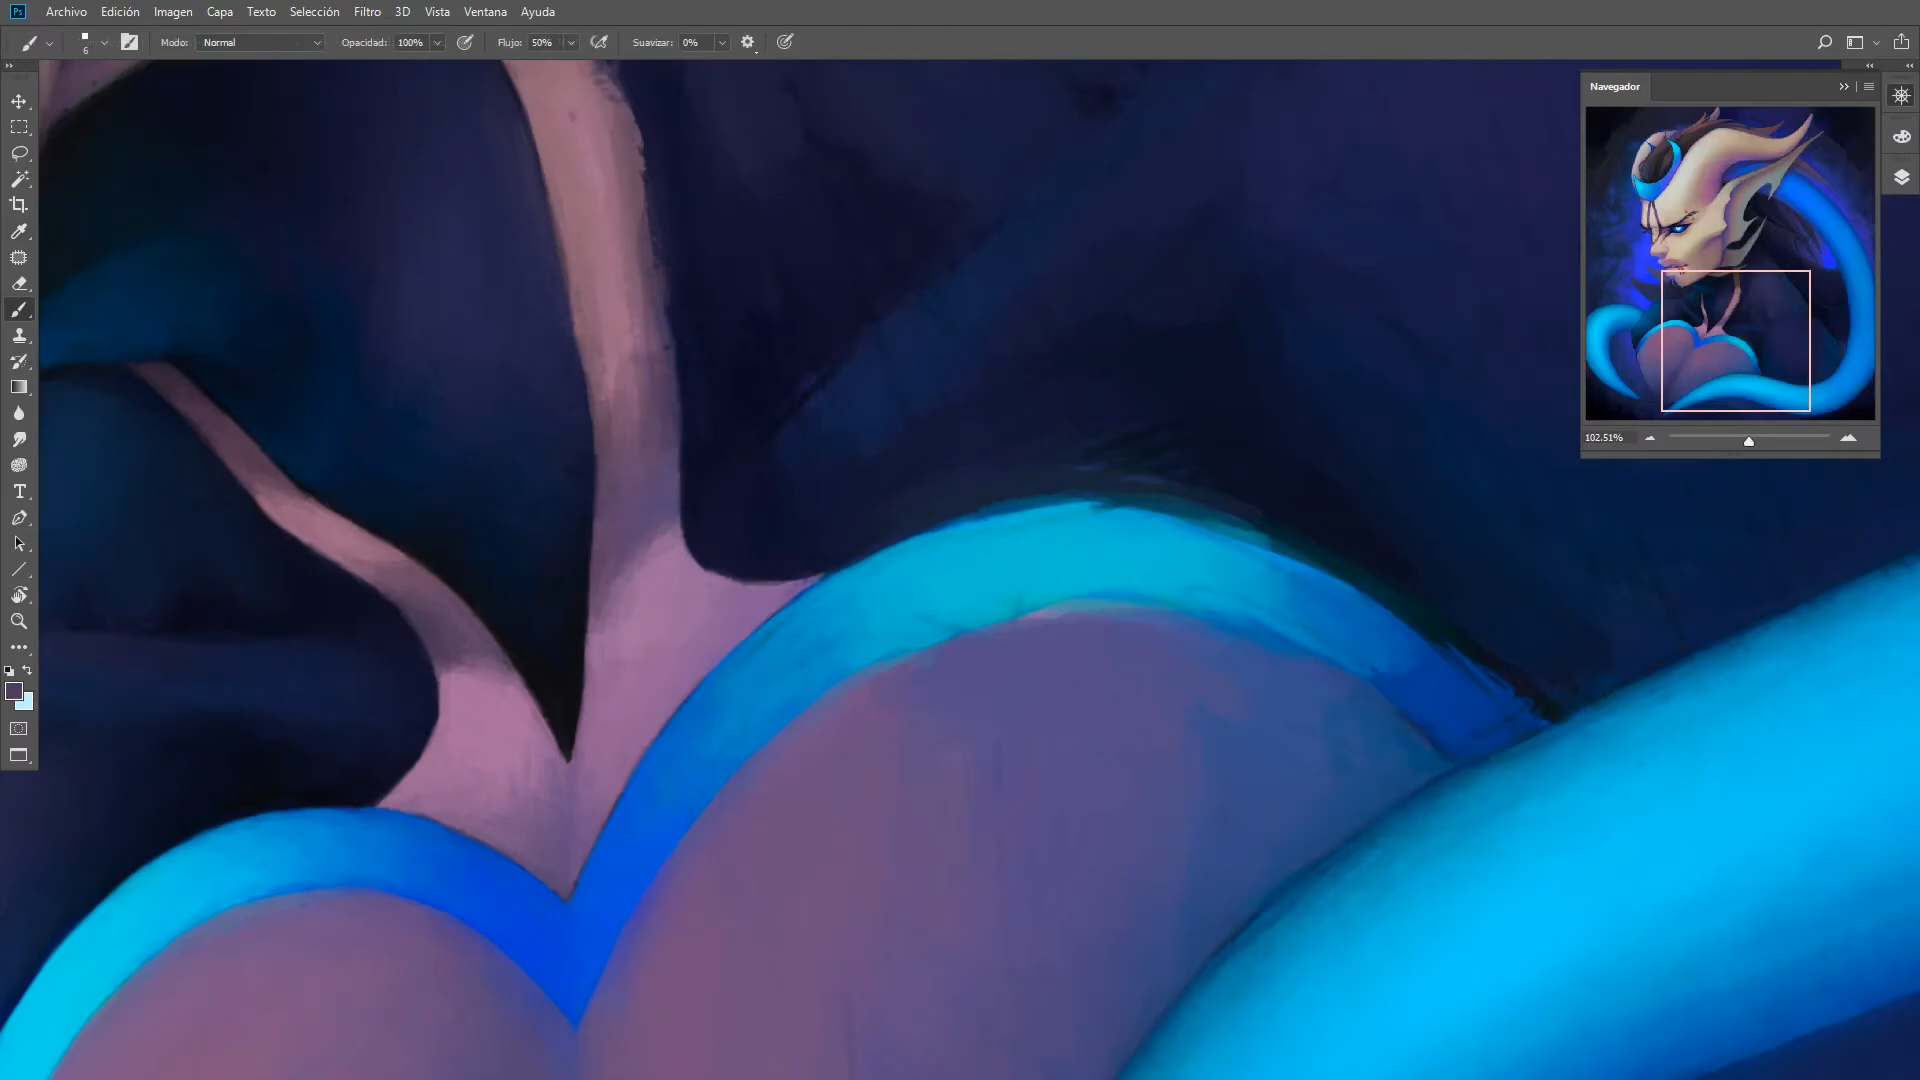 Ps Archivo Edición Imagen Capa Texto Selección Filtro 3D Vista Ventana Ayuda
6 Modo: Normal Opacidad: 100% Flujo: 50% Suavizar: 0%
Navegador
102.51%